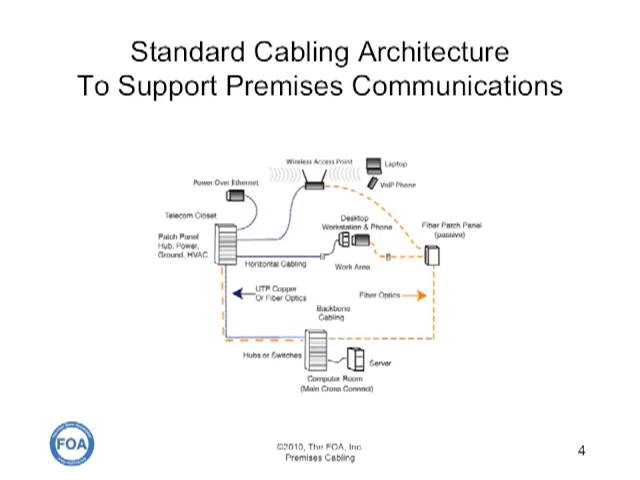 Standard Cabling Architecture
To Support Premises Communications
Wireless Access Point
Laptop
VoIP Phone
Power Over Ethernet
Telecom Closet
Patch Panel
Hub, Power,
Ground, HVAC
Desktop
Workstation & Phone
Fiber Patch Panel
(passive)
Horizontal Cabling
Work Area
UTP Copper
Or Fiber Optics
Fiber Optics
Backbone
Cabling
Hubs or Switches
Server
Computer Room
(Main Cross Connect)
FOA
©2010, The FOA, Inc.
Premises Cabling
4